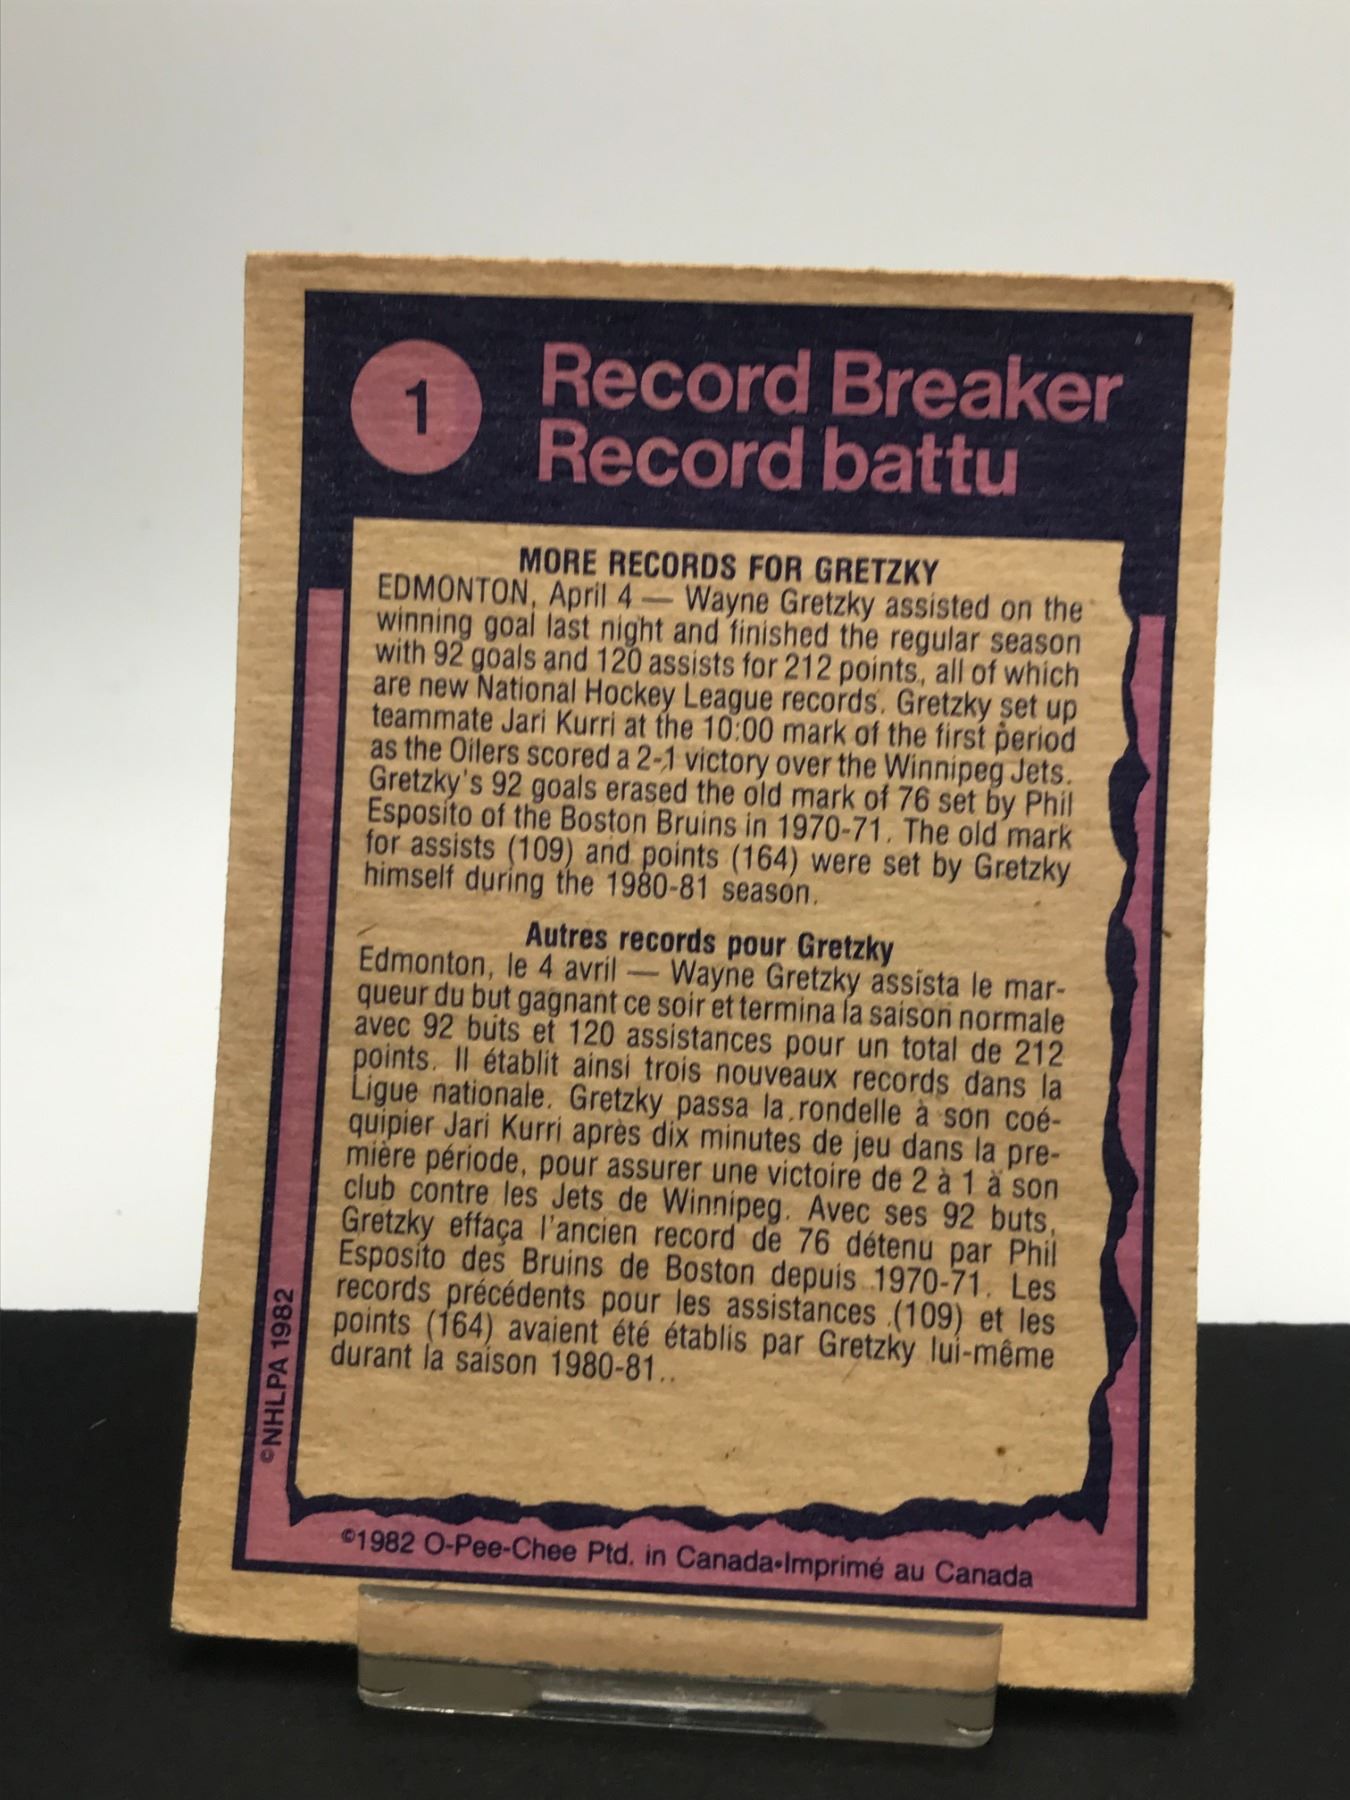 1
Record Breaker
Record battu
MORE RECORDS FOR GRETZKY
EDMONTON, April 4 — Wayne Gretzky assisted on the
winning goal last night and finished the regular season
with 92 goals and 120 assists for 212 points, all of which
are new National Hockey League records. Gretzky set up
teammate Jari Kurri at the 10:00 mark of the first period
as the Oilers scored a 2-1 victory over the Winnipeg Jets.
Gretzky's 92 goals erased the old mark of 76 set by Phil
Esposito of the Boston Bruins in 1970-71. The old mark
for assists (109) and points (164) were set by Gretzky
himself during the 1980-81 season.
Autres records pour Gretzky
Edmonton, le 4 avril — Wayne Gretzky assista le mar-
queur du but gagnant ce soir et termina la saison normale
avec 92 buts et 120 assistances pour un total de 212
points. Il établit ainsi trois nouveaux records dans la
Ligue nationale. Gretzky passa la rondelle à son coé-
quipier Jari Kurri après dix minutes de jeu dans la pre-
mière période, pour assurer une victoire de 2 à 1 à son
club contre les Jets de Winnipeg. Avec ses 92 buts,
Gretzky effaça l'ancien record de 76 détenu par Phil
Esposito des Bruins de Boston depuis 1970-71. Les
records précédents pour les assistances (109) et les
points (164) avaient été établis par Gretzky lui-même
durant la saison 1980-81..
©NHLPA 1982
©1982 O-Pee-Chee Ptd. in Canada•Imprimé au Canada